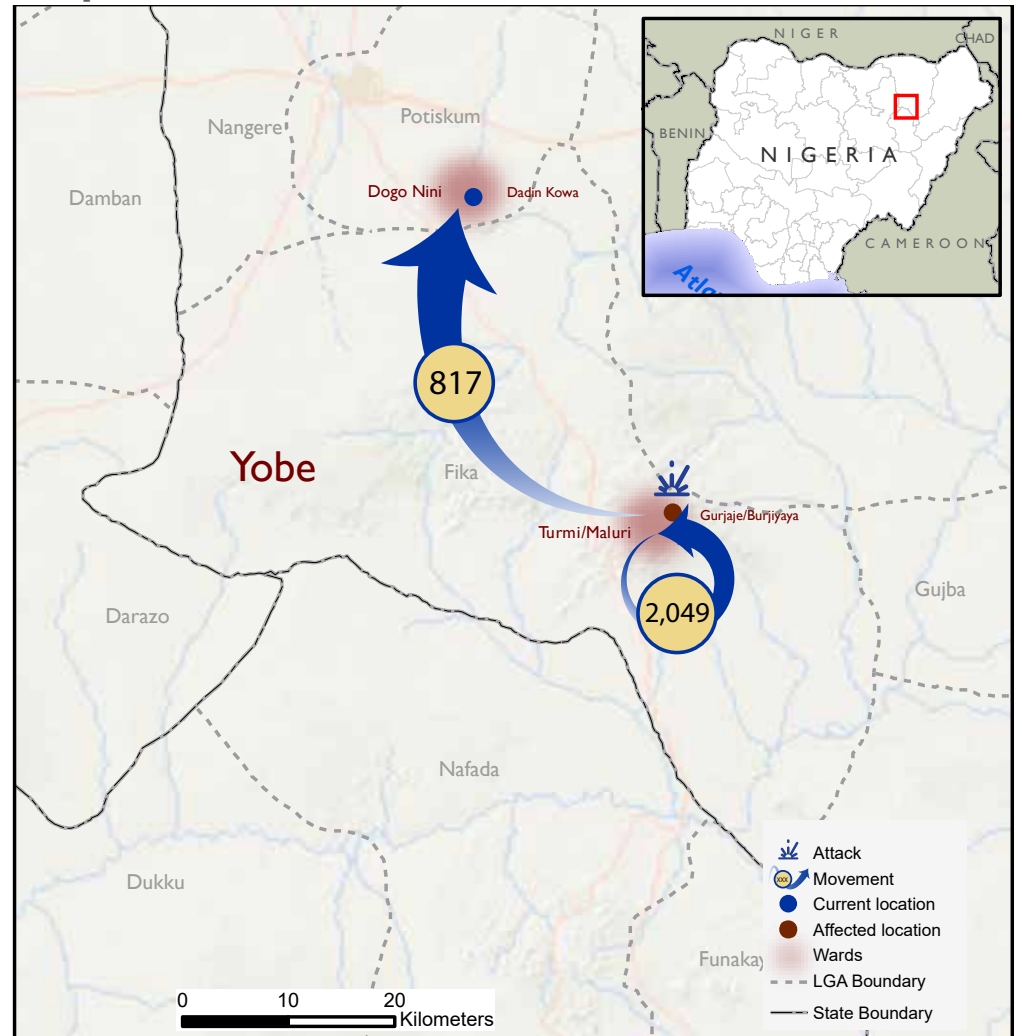 NIGER
CHAD
BENIN
NIGERIA
CAMEROON
Potiskum
Nangere
Dogo Nini
Dadin Kowa
Damban
817
Yobe
Fika
Turmi/Maluri
Gurjaje/Burjiyaya
2,049
Gujba
Darazo
Nafada
Dukku
Funakay
xxx
Attack
Movement
Current location
Affected location
Wards
LGA Boundary
State Boundary
0 10 20
Kilometers